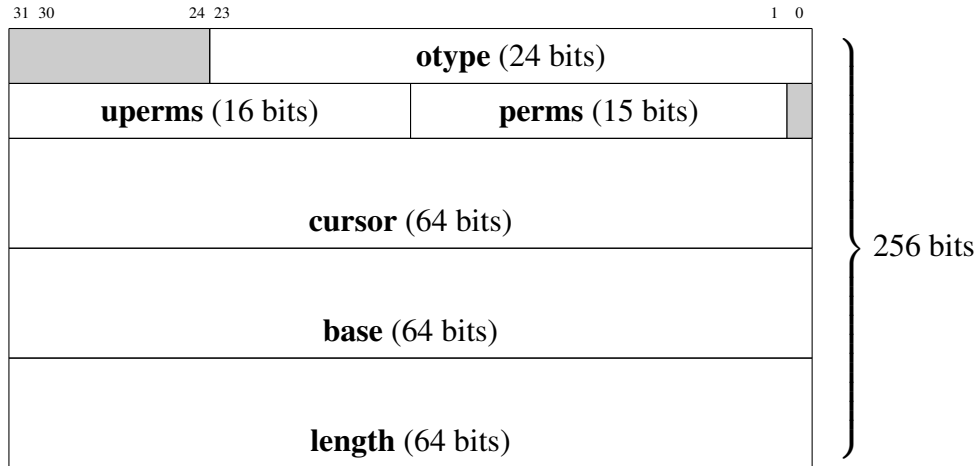 31 30 24 23 1 0
otype (24 bits)
uperms (16 bits) perms (15 bits)
cursor (64 bits)
256 bits
base (64 bits)
length (64 bits)